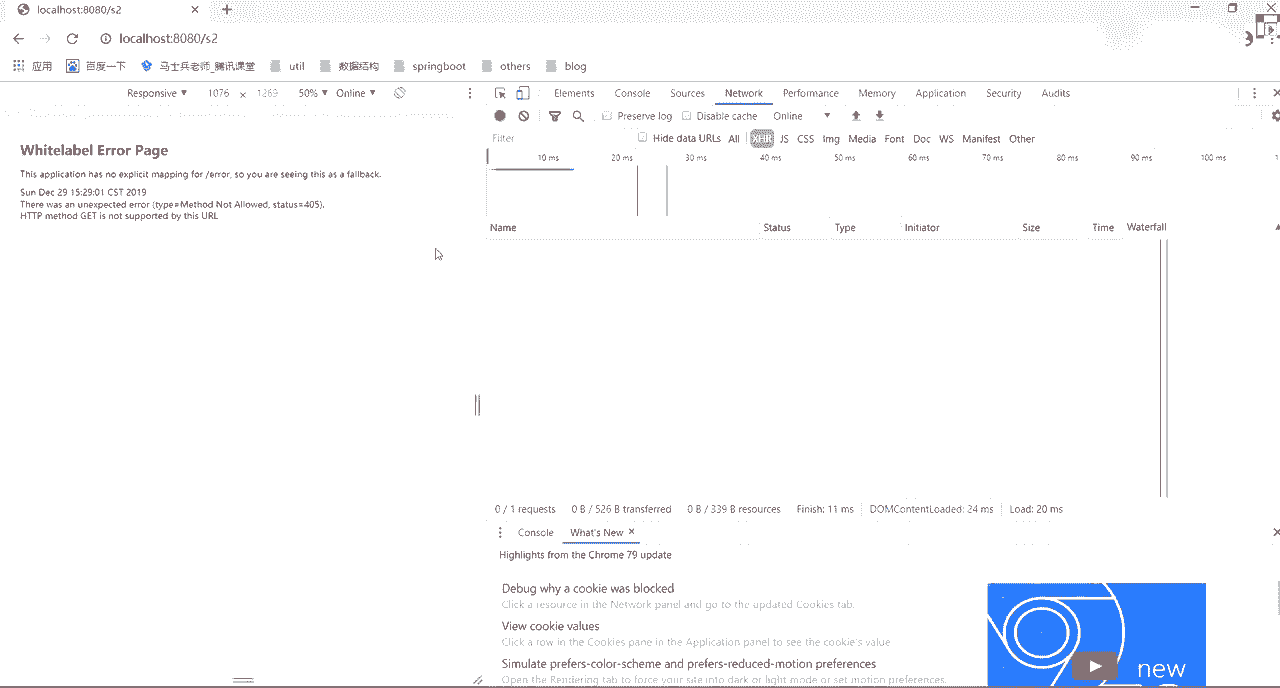 localhost:8080/s2
localhost:8080/s2
应用 百度一下 马士兵老师_腾讯课堂 util 数据结构 springboot others blog
Responsive 1076 × 1269 50% Online
Elements Console Sources Network Performance Memory Application Security Audits
Preserve log Disable cache Online
Filter Hide data URLs All XHR JS CSS Img Media Font Doc WS Manifest Other
10 ms 20 ms 30 ms 40 ms 50 ms 60 ms 70 ms 80 ms 90 ms 100 ms
Whitelabel Error Page
This application has no explicit mapping for /error, so you are seeing this as a fallback.
Sun Dec 29 15:29:01 CST 2019
There was an unexpected error (type=Method Not Allowed, status=405).
HTTP method GET is not supported by this URL
Name Status Type Initiator Size Time Waterfall
0 / 1 requests 0 B / 526 B transferred 0 B / 339 B resources Finish: 11 ms DOMContentLoaded: 24 ms Load: 20 ms
Console What's New
Highlights from the Chrome 79 update
Debug why a cookie was blocked
Click a resource in the Network panel and go to the updated Cookies tab.
View cookie values
Click a row in the Cookies pane in the Application panel to see the cookie's value
Simulate prefers-color-scheme and prefers-reduced-motion preferences
Open the Rendering tab to force your site into dark or light mode or set motion preferences.
new